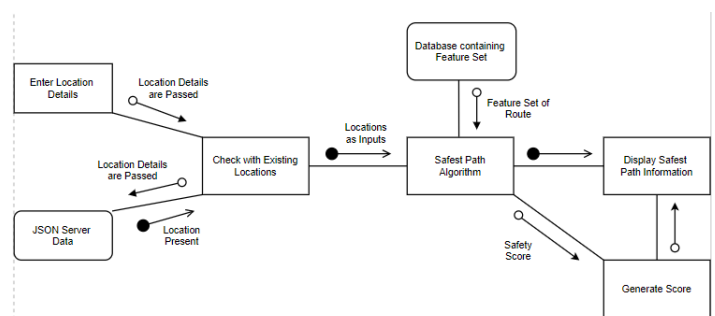 Database containing
Feature Set
Enter Location
Details
Location Details
are Passed
Feature Set of
Route
Locations
as Inputs
Location Details
are Passed
Check with Existing
Locations
Safest Path
Algorithm
Display Safest
Path Information
JSON Server
Data
Location
Present
Safety
Score
Generate Score